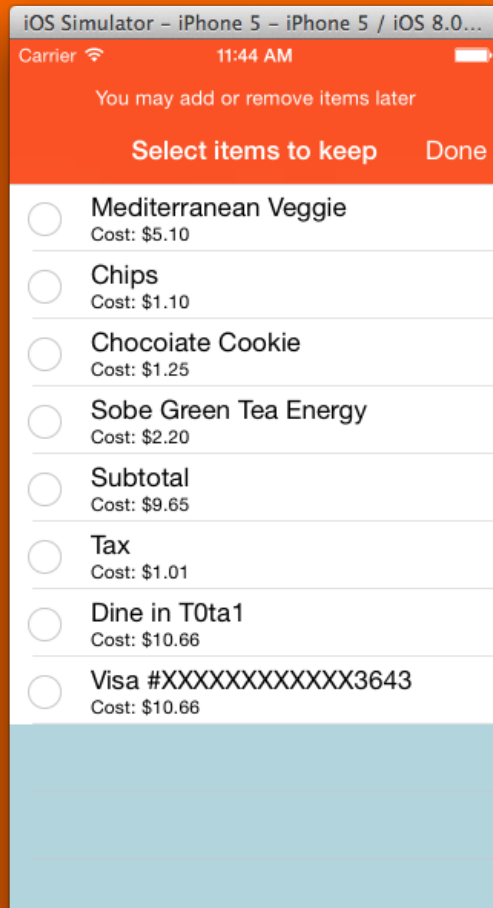 iOS Simulator – iPhone 5 – iPhone 5 / iOS 8.0...
Carrier 11:44 AM
You may add or remove items later
Select items to keep Done
Mediterranean Veggie
Cost: $5.10
Chips
Cost: $1.10
Chocoiate Cookie
Cost: $1.25
Sobe Green Tea Energy
Cost: $2.20
Subtotal
Cost: $9.65
Tax
Cost: $1.01
Dine in T0ta1
Cost: $10.66
Visa #XXXXXXXXXXXX3643
Cost: $10.66